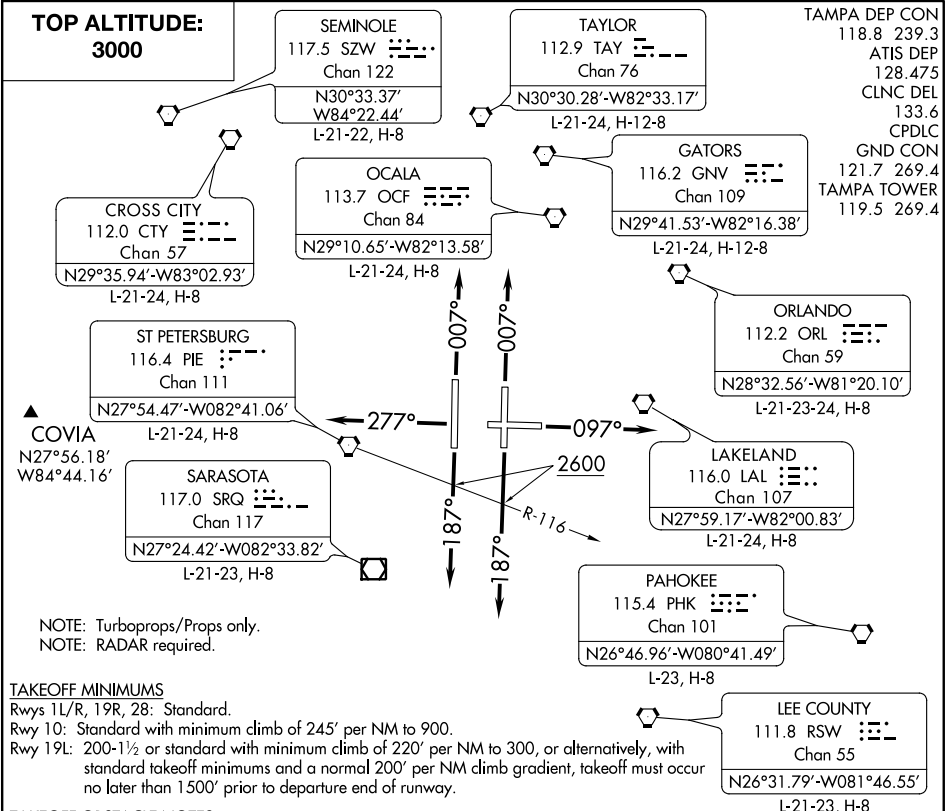 TOP ALTITUDE:
3000
SEMINOLE
117.5 SZW
Chan 122
N30°33.37′
W84°22.44′
L-21-22, H-8
TAYLOR
112.9 TAY
Chan 76
N30°30.28′-W82°33.17′
L-21-24, H-12-8
TAMPA DEP CON
118.8 239.3
ATIS DEP
128.475
CLNC DEL
133.6
CPDLC
GND CON
121.7 269.4
TAMPA TOWER
119.5 269.4
CROSS CITY
112.0 CTY
Chan 57
N29°35.94′-W83°02.93′
L-21-24, H-8
OCALA
113.7 OCF
Chan 84
N29°10.65′-W82°13.58′
L-21-24, H-8
GATORS
116.2 GNV
Chan 109
N29°41.53′-W82°16.38′
L-21-24, H-12-8
ORLANDO
112.2 ORL
Chan 59
N28°32.56′-W81°20.10′
L-21-23-24, H-8
ST PETERSBURG
116.4 PIE
Chan 111
N27°54.47′-W082°41.06′
L-21-24, H-8
007°
007°
277°
097°
COVIA
N27°56.18′
W84°44.16′
2600
R-116
187°
187°
LAKELAND
116.0 LAL
Chan 107
N27°59.17′-W82°00.83′
L-21-24, H-8
SARASOTA
117.0 SRQ
Chan 117
N27°24.42′-W082°33.82′
L-21-23, H-8
PAHOKEE
115.4 PHK
Chan 101
N26°46.96′-W080°41.49′
L-23, H-8
NOTE: Turboprops/Props only.
NOTE: RADAR required.
TAKEOFF MINIMUMS
Rwys 1L/R, 19R, 28: Standard.
Rwy 10: Standard with minimum climb of 245′ per NM to 900.
Rwy 19L: 200-1½ or standard with minimum climb of 220′ per NM to 300, or alternatively, with
standard takeoff minimums and a normal 200′ per NM climb gradient, takeoff must occur
no later than 1500′ prior to departure end of runway.
LEE COUNTY
111.8 RSW
Chan 55
N26°31.79′-W081°46.55′
L-21-23, H-8